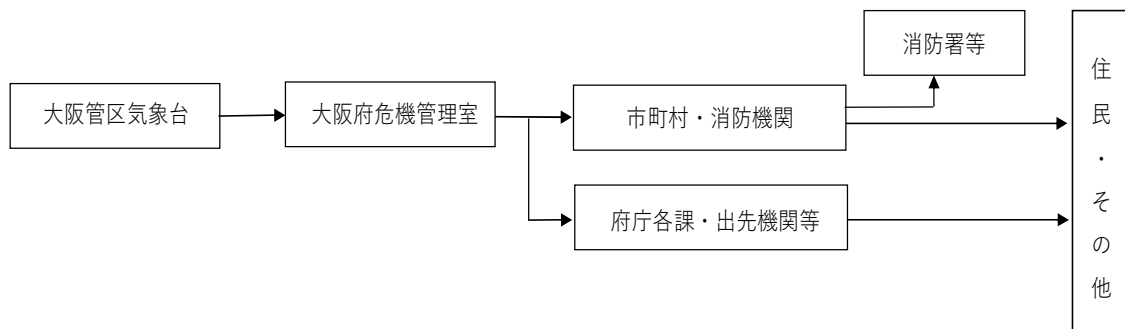 消防署等
大阪管区気象台
大阪府危機管理室
市町村・消防機関
府庁各課・出先機関等
住民・その他